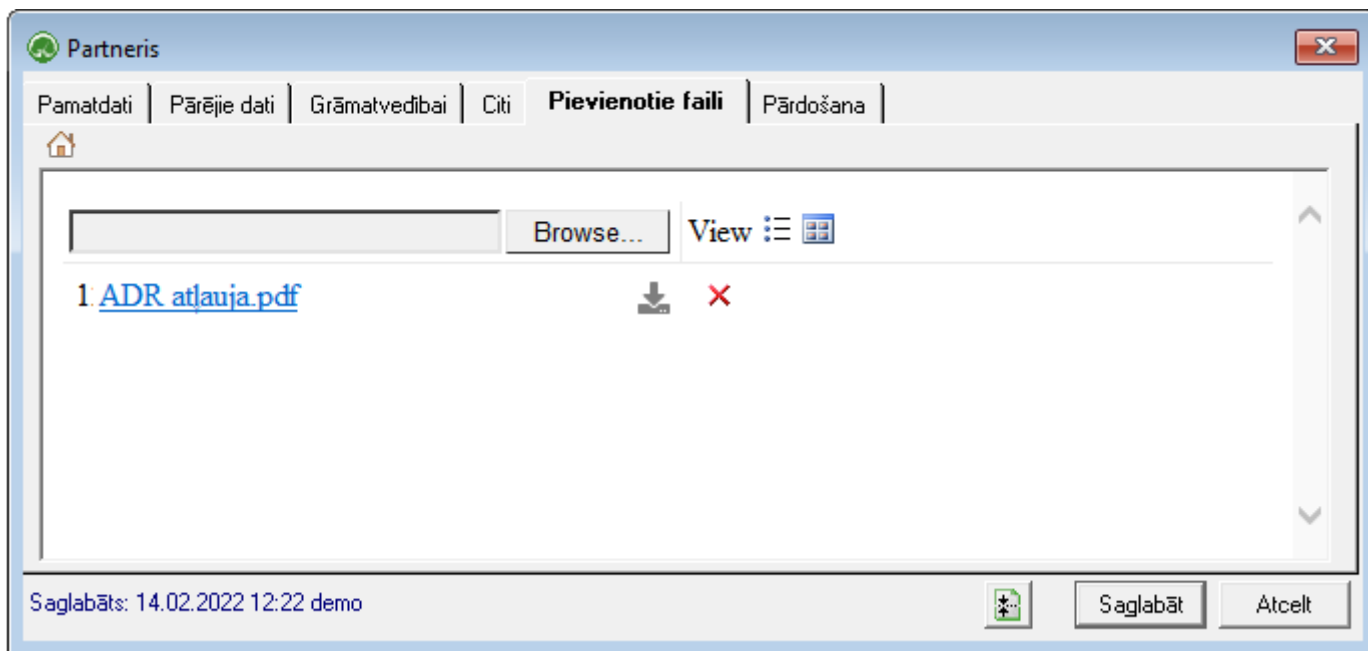 Partneris
Pamatdati Pārējie dati Grāmatvedībai Citi Pievienotie faili Pārdošana
Browse... View
1: ADR atļauja.pdf
Saglabāts: 14.02.2022 12:22 demo Saglabāt Atcelt